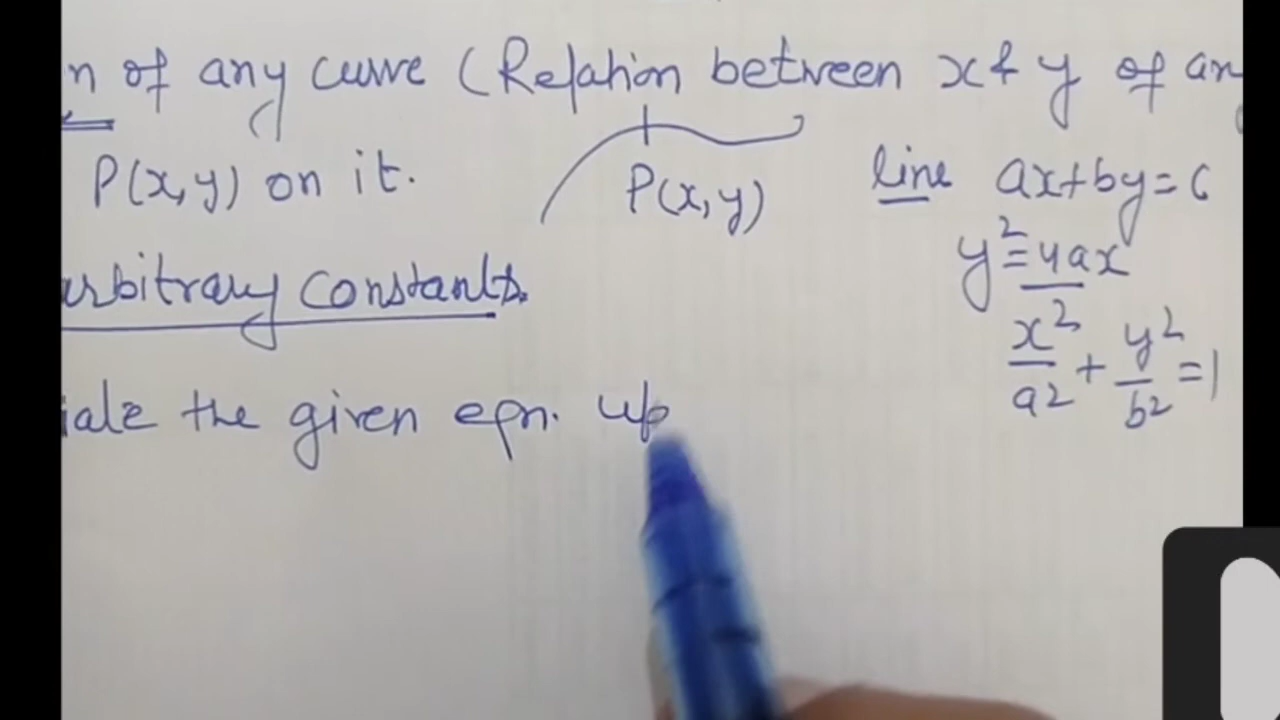 n of any curve (Relation between x & y of an
P(x,y) on it.
P(x,y)
line ax+by=c
y²=4ax
arbitrary constants.
x²/a² + y²/b² = 1
iate the given eqn. up